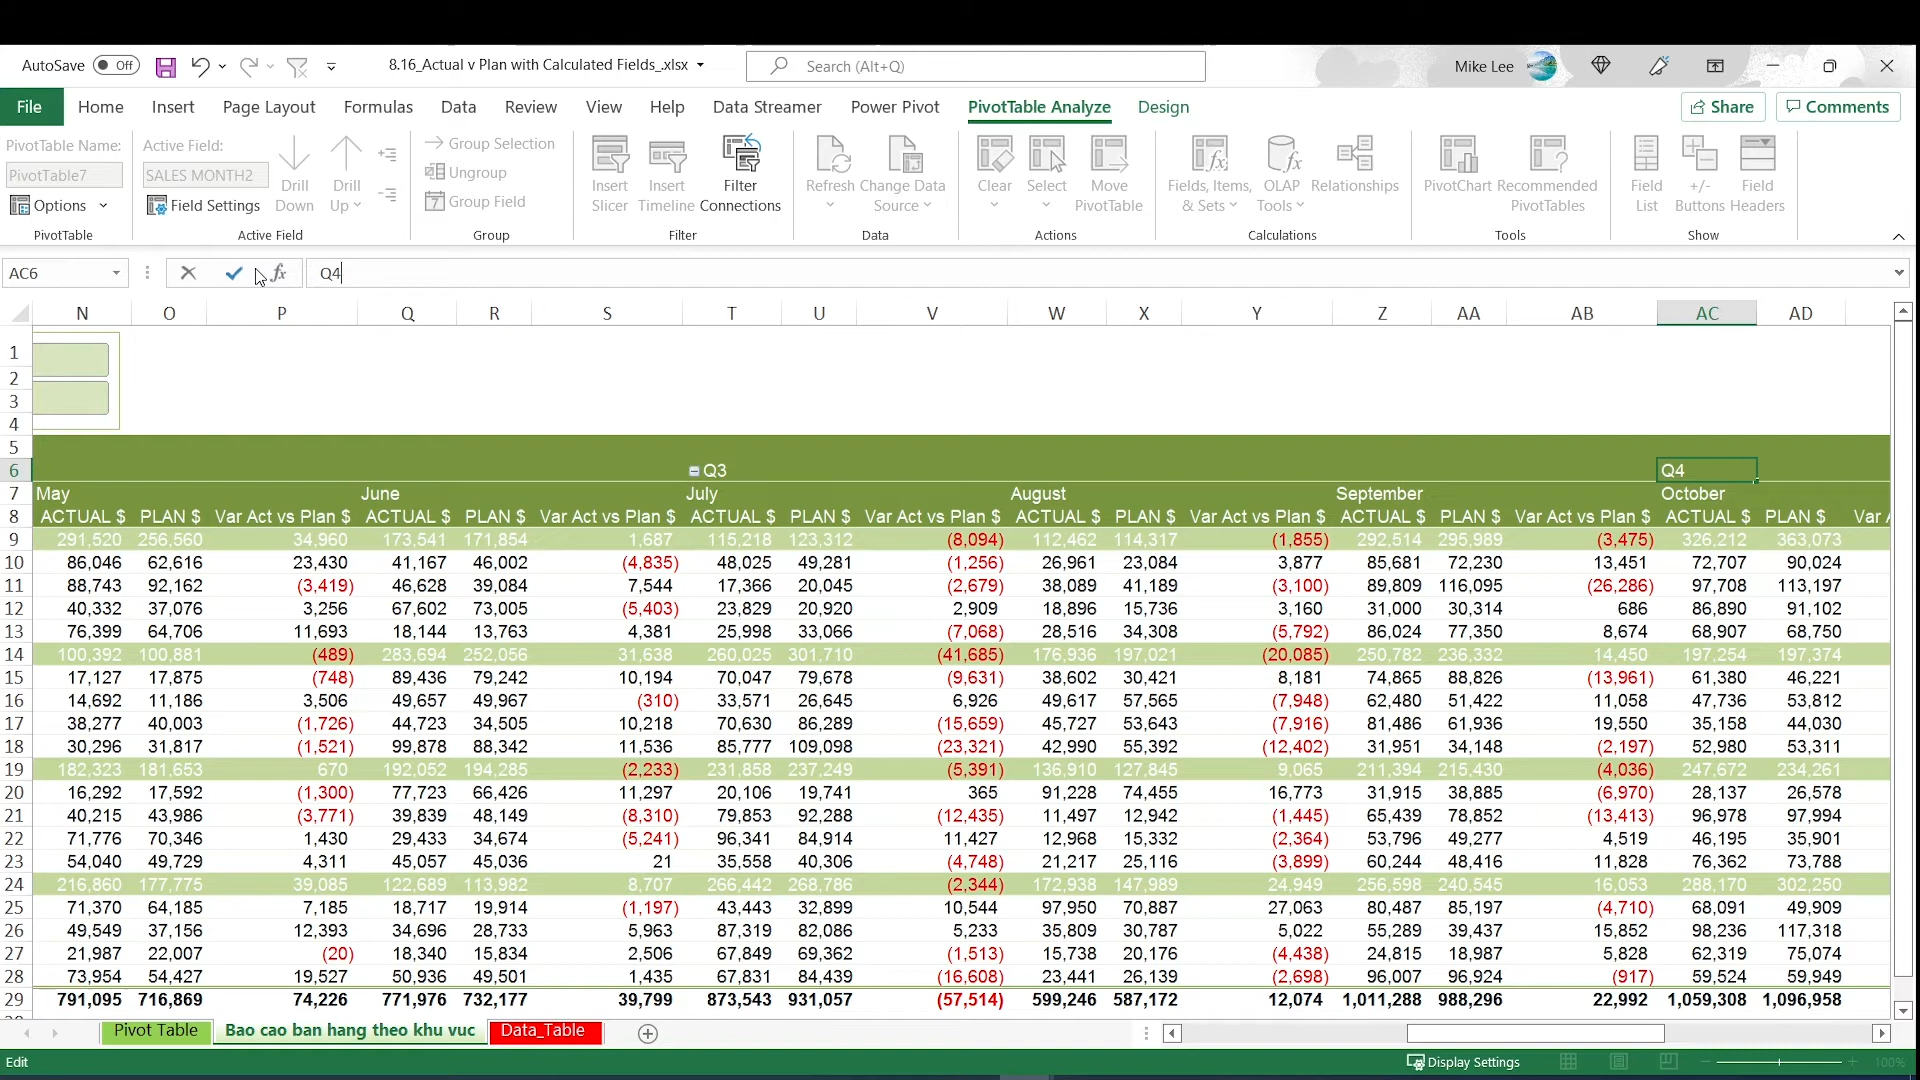 AutoSave Off 8.16_Actual v Plan with Calculated Fields_.xlsx Search (Alt+Q) Mike Lee
File Home Insert Page Layout Formulas Data Review View Help Data Streamer Power Pivot PivotTable Analyze Design Share Comments
PivotTable Name:
PivotTable7
Options
PivotTable
Active Field:
SALES MONTH2
Field Settings
Drill Down
Drill Up
Active Field
Group Selection
Ungroup
Group Field
Group
Insert Slicer
Insert Timeline
Filter Connections
Filter
Refresh
Change Data Source
Data
Clear
Select
Move PivotTable
Actions
Fields, Items, & Sets
OLAP Tools
Relationships
Calculations
PivotChart
Recommended PivotTables
Tools
Field List
+/- Buttons
Field Headers
Show
AC6 fx Q4
N O P Q R S T U V W X Y Z AA AB AC AD
1
2
3
4
5
6 Q3 Q4
7 May June July August September October
8 ACTUAL $ PLAN $ Var Act vs Plan $ ACTUAL $ PLAN $ Var Act vs Plan $ ACTUAL $ PLAN $ Var Act vs Plan $ ACTUAL $ PLAN $ Var Act vs Plan $ ACTUAL $ PLAN $ Var Act vs Plan $ ACTUAL $ PLAN $ Var
9 291,520 256,560 34,960 173,541 171,854 1,687 115,218 123,312 (8,094) 112,462 114,317 (1,855) 292,514 295,989 (3,475) 326,212 363,073
10 86,046 62,616 23,430 41,167 46,002 (4,835) 48,025 49,281 (1,256) 26,961 23,084 3,877 85,681 72,230 13,451 72,707 90,024
11 88,743 92,162 (3,419) 46,628 39,084 7,544 17,366 20,045 (2,679) 38,089 41,189 (3,100) 89,809 116,095 (26,286) 97,708 113,197
12 40,332 37,076 3,256 67,602 73,005 (5,403) 23,829 20,920 2,909 18,896 15,736 3,160 31,000 30,314 686 86,890 91,102
13 76,399 64,706 11,693 18,144 13,763 4,381 25,998 33,066 (7,068) 28,516 34,308 (5,792) 86,024 77,350 8,674 68,907 68,750
14 100,392 100,881 (489) 283,694 252,056 31,638 260,025 301,710 (41,685) 176,936 197,021 (20,085) 250,782 236,332 14,450 197,254 197,374
15 17,127 17,875 (748) 89,436 79,242 10,194 70,047 79,678 (9,631) 38,602 30,421 8,181 74,865 88,826 (13,961) 61,380 46,221
16 14,692 11,186 3,506 49,657 49,967 (310) 33,571 26,645 6,926 49,617 57,565 (7,948) 62,480 51,422 11,058 47,736 53,812
17 38,277 40,003 (1,726) 44,723 34,505 10,218 70,630 86,289 (15,659) 45,727 53,643 (7,916) 81,486 61,936 19,550 35,158 44,030
18 30,296 31,817 (1,521) 99,878 88,342 11,536 85,777 109,098 (23,321) 42,990 55,392 (12,402) 31,951 34,148 (2,197) 52,980 53,311
19 182,323 181,653 670 192,052 194,285 (2,233) 231,858 237,249 (5,391) 136,910 127,845 9,065 211,394 215,430 (4,036) 247,672 234,261
20 16,292 17,592 (1,300) 77,723 66,426 11,297 20,106 19,741 365 91,228 74,455 16,773 31,915 38,885 (6,970) 28,137 26,578
21 40,215 43,986 (3,771) 39,839 48,149 (8,310) 79,853 92,288 (12,435) 11,497 12,942 (1,445) 65,439 78,852 (13,413) 96,978 97,994
22 71,776 70,346 1,430 29,433 34,674 (5,241) 96,341 84,914 11,427 12,968 15,332 (2,364) 53,796 49,277 4,519 46,195 35,901
23 54,040 49,729 4,311 45,057 45,036 21 35,558 40,306 (4,748) 21,217 25,116 (3,899) 60,244 48,416 11,828 76,362 73,788
24 216,860 177,775 39,085 122,689 113,982 8,707 266,442 268,786 (2,344) 172,938 147,989 24,949 256,598 240,545 16,053 288,170 302,250
25 71,370 64,185 7,185 18,717 19,914 (1,197) 43,443 32,899 10,544 97,950 70,887 27,063 80,487 85,197 (4,710) 68,091 49,909
26 49,549 37,156 12,393 34,696 28,733 5,963 87,319 82,086 5,233 35,809 30,787 5,022 55,289 39,437 15,852 98,236 117,318
27 21,987 22,007 (20) 18,340 15,834 2,506 67,849 69,362 (1,513) 15,738 20,176 (4,438) 24,815 18,987 5,828 62,319 75,074
28 73,954 54,427 19,527 50,936 49,501 1,435 67,831 84,439 (16,608) 23,441 26,139 (2,698) 96,007 96,924 (917) 59,524 59,949
29 791,095 716,869 74,226 771,976 732,177 39,799 873,543 931,057 (57,514) 599,246 587,172 12,074 1,011,288 988,296 22,992 1,059,308 1,096,958
Pivot Table Bao cao ban hang theo khu vuc Data_Table
Edit Display Settings 100%